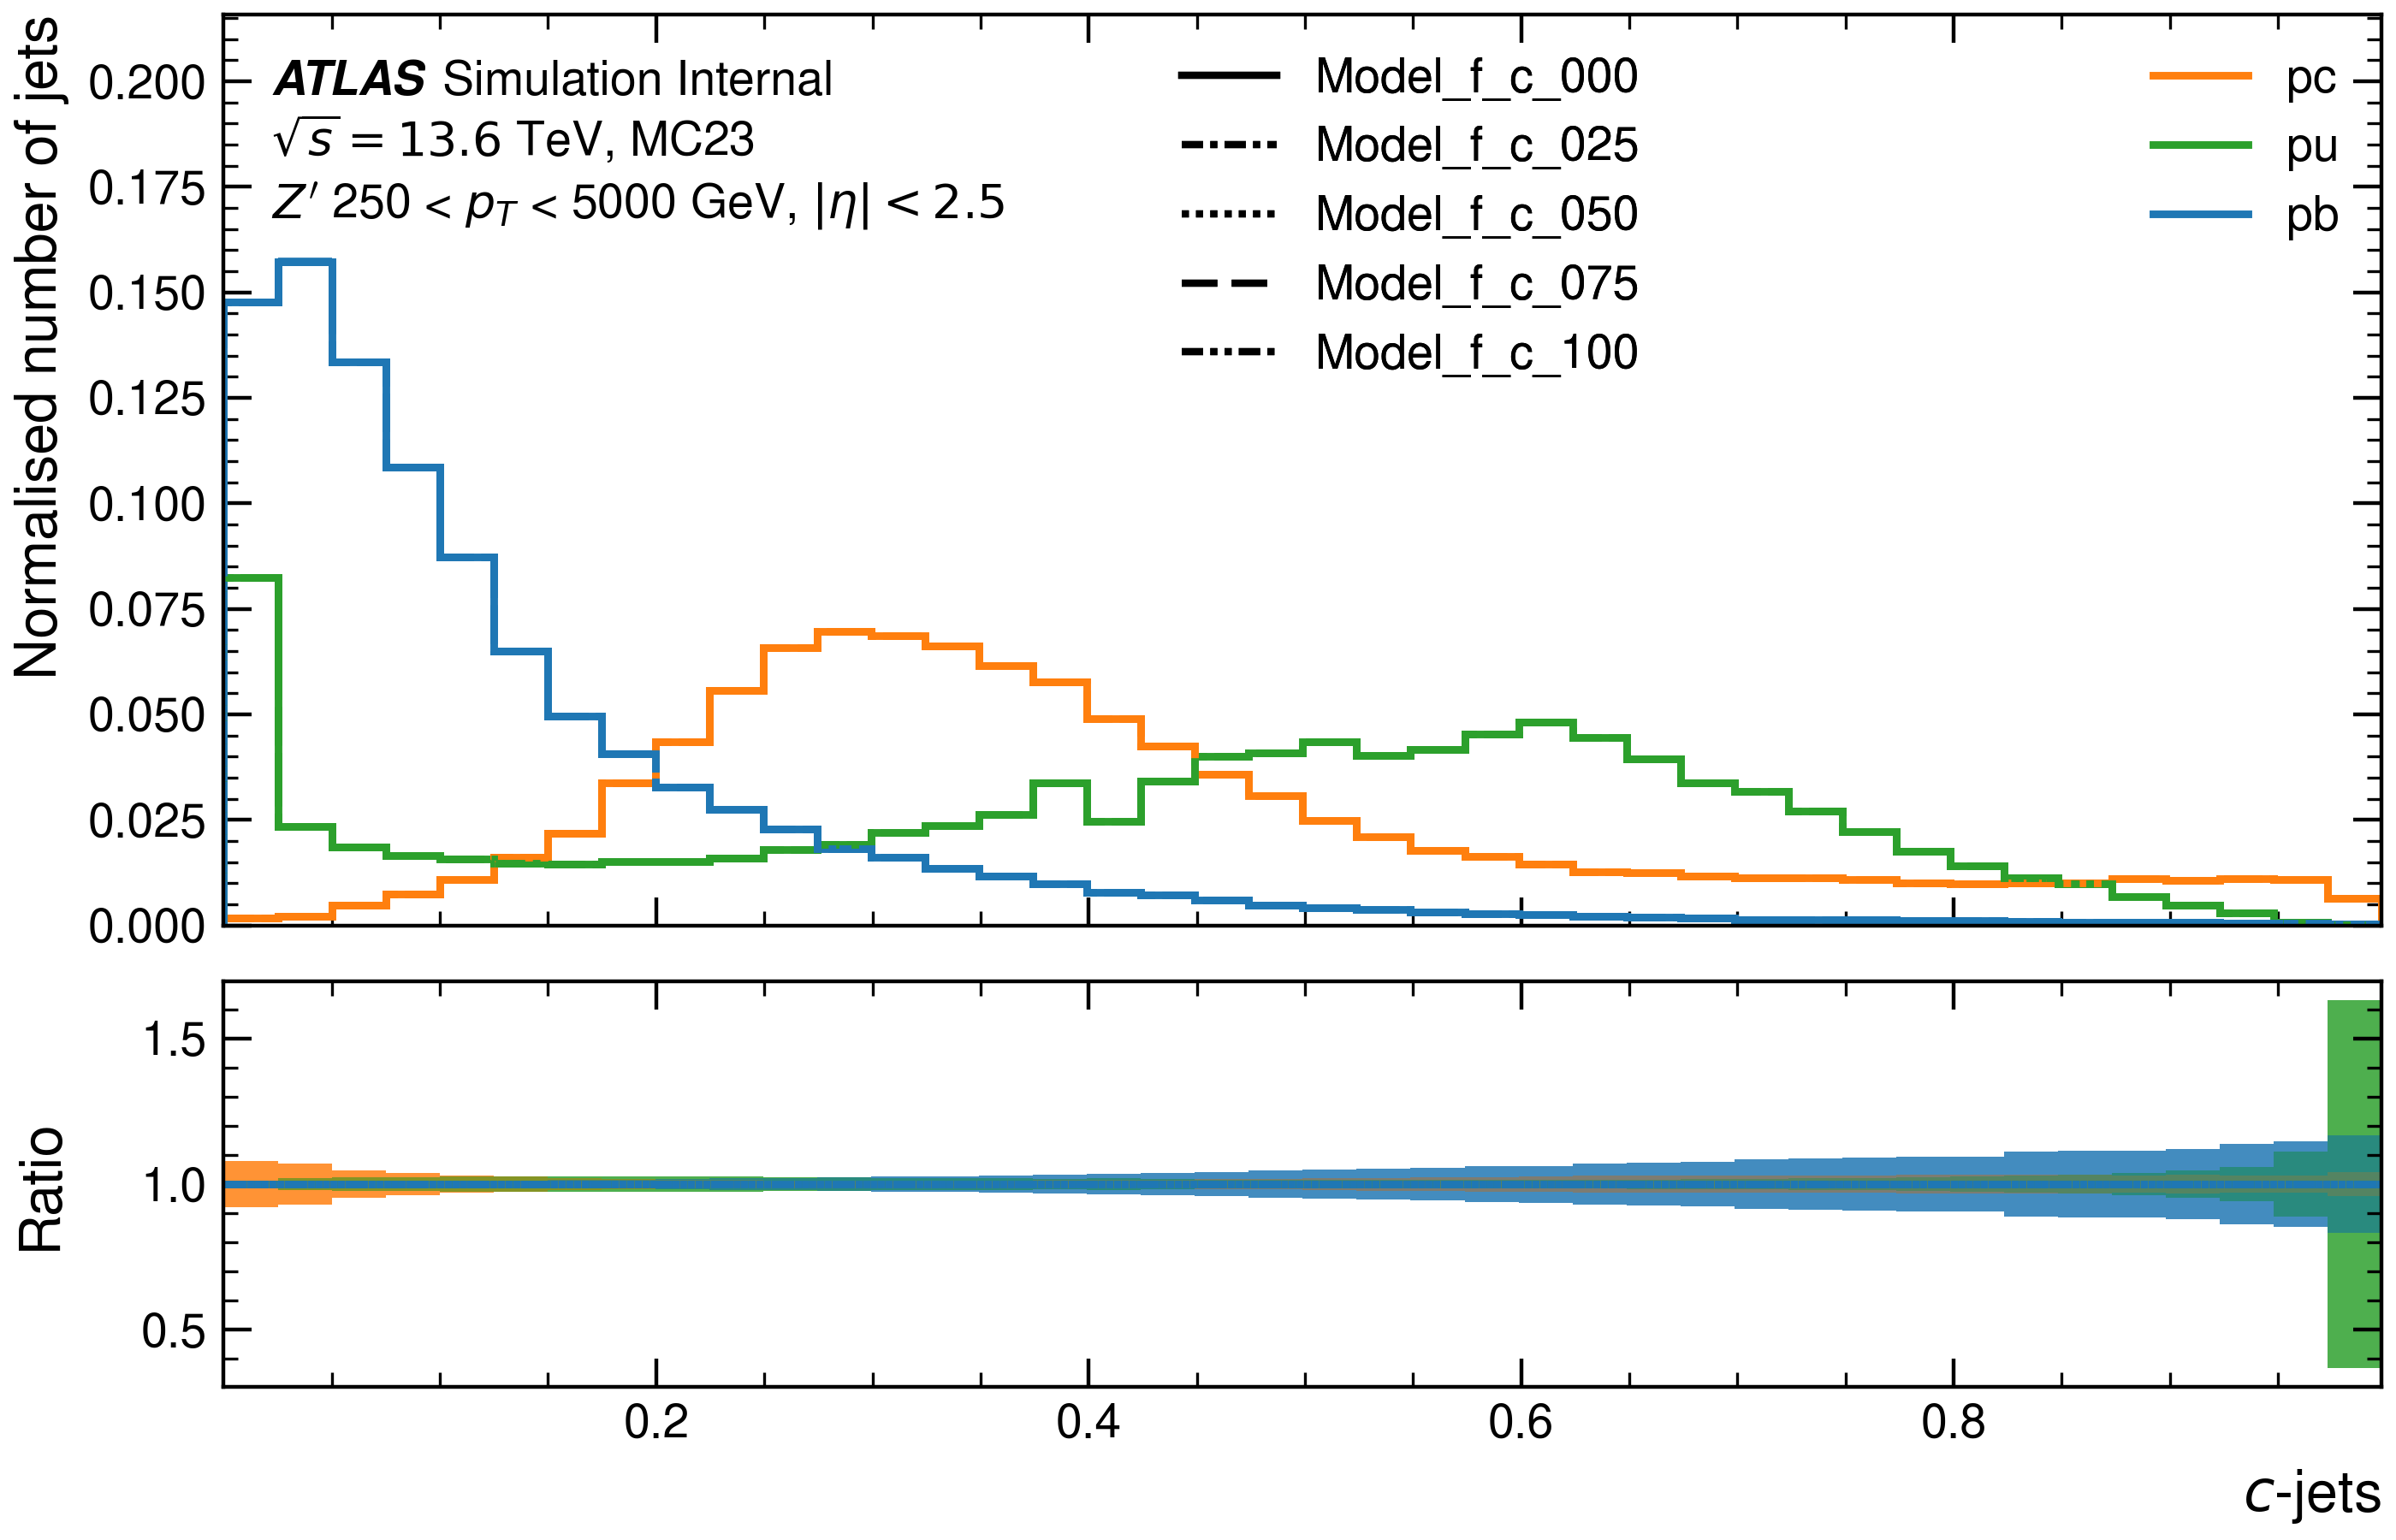 Normalised number of jets
0.200
0.175
0.150
0.125
0.100
0.075
0.050
0.025
0.000
ATLAS Simulation Internal
√s = 13.6 TeV, MC23
Z′ 250 < p_T < 5000 GeV, |η| < 2.5
Model_f_c_000
Model_f_c_025
Model_f_c_050
Model_f_c_075
Model_f_c_100
pc
pu
pb
Ratio
1.5
1.0
0.5
0.2 0.4 0.6 0.8
c-jets